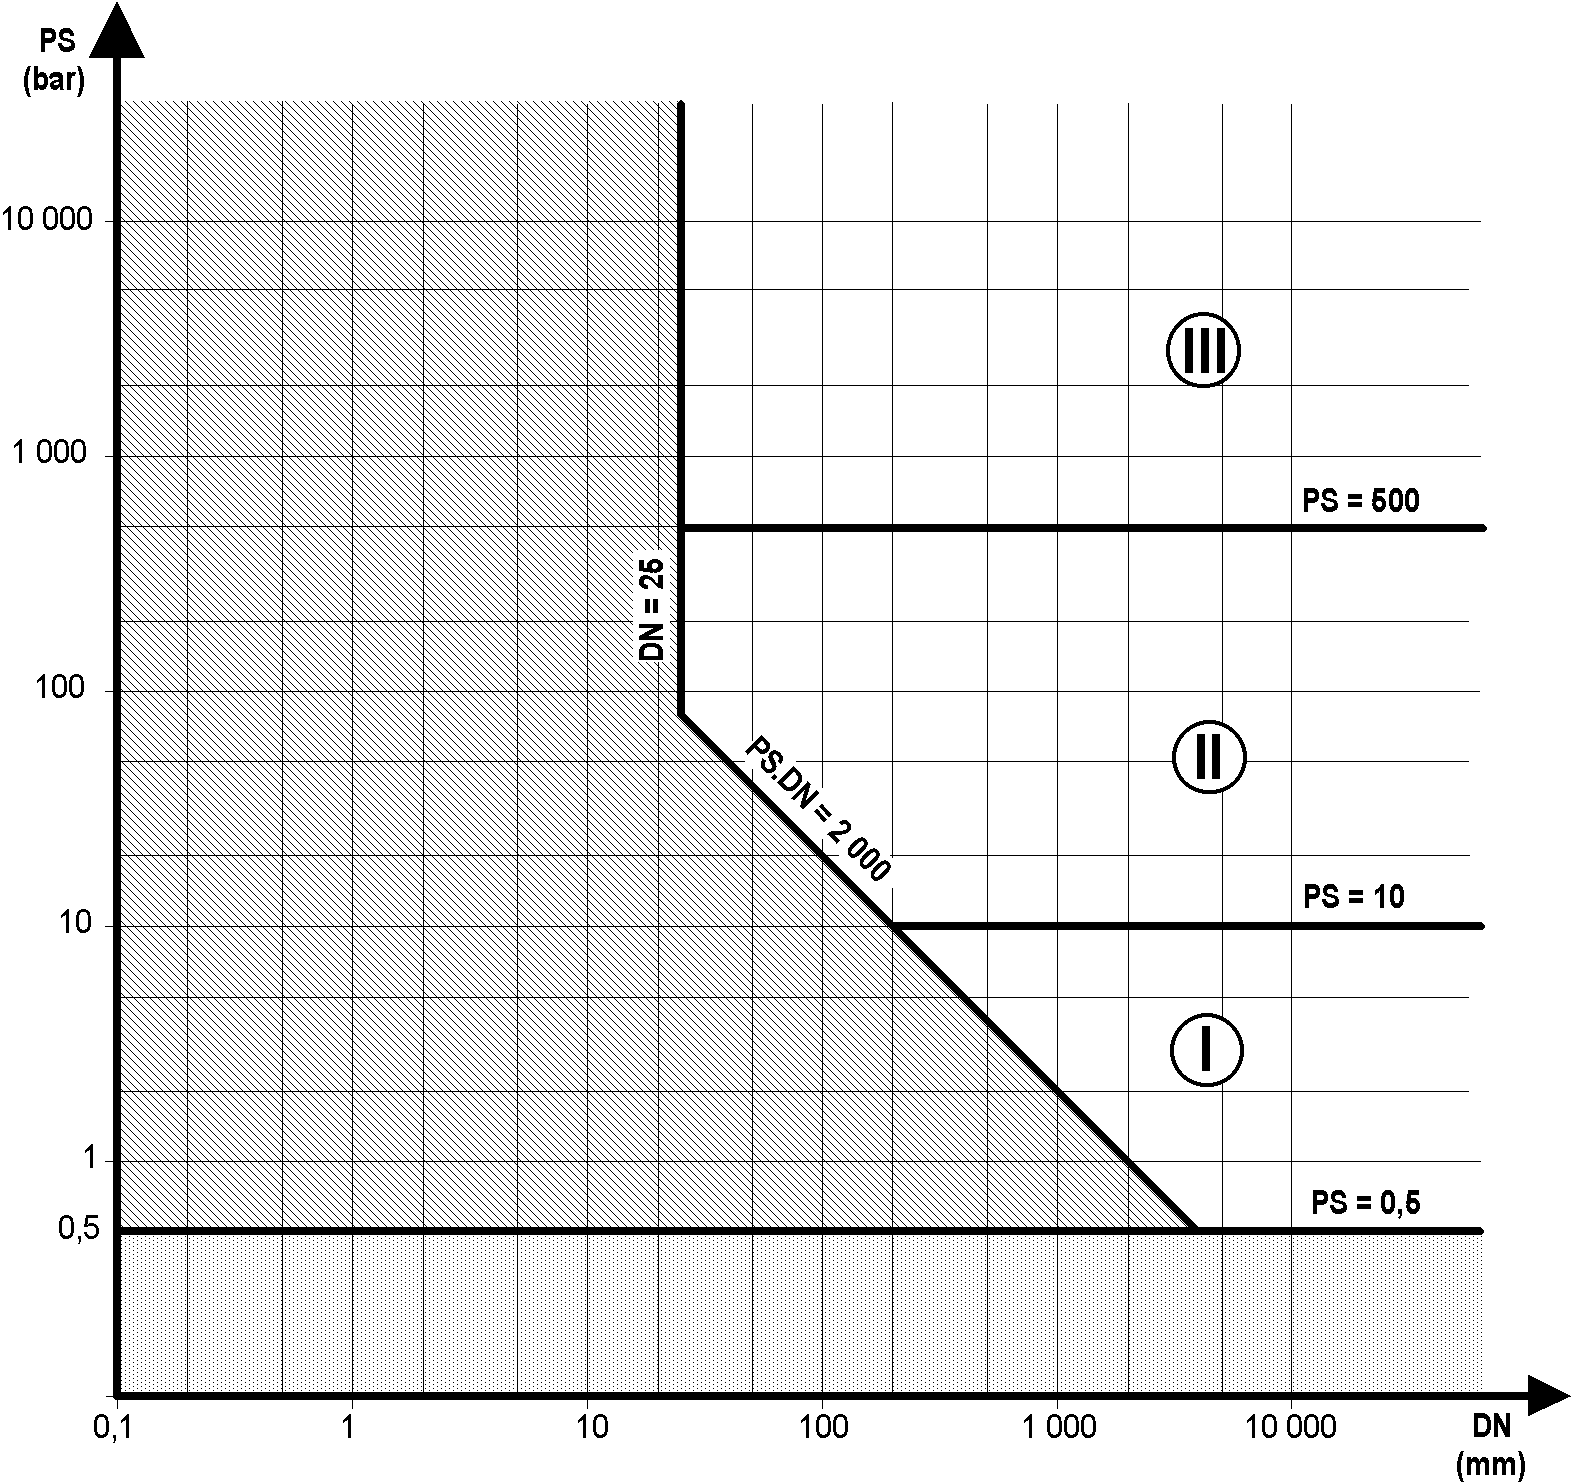 PS
(bar)
10 000
III
1 000
PS = 500
DN = 25
100
PS.DN = 2 000
II
PS = 10
10
I
1
PS = 0,5
0,5
0,1
1
10
100
1 000
10 000
DN
(mm)